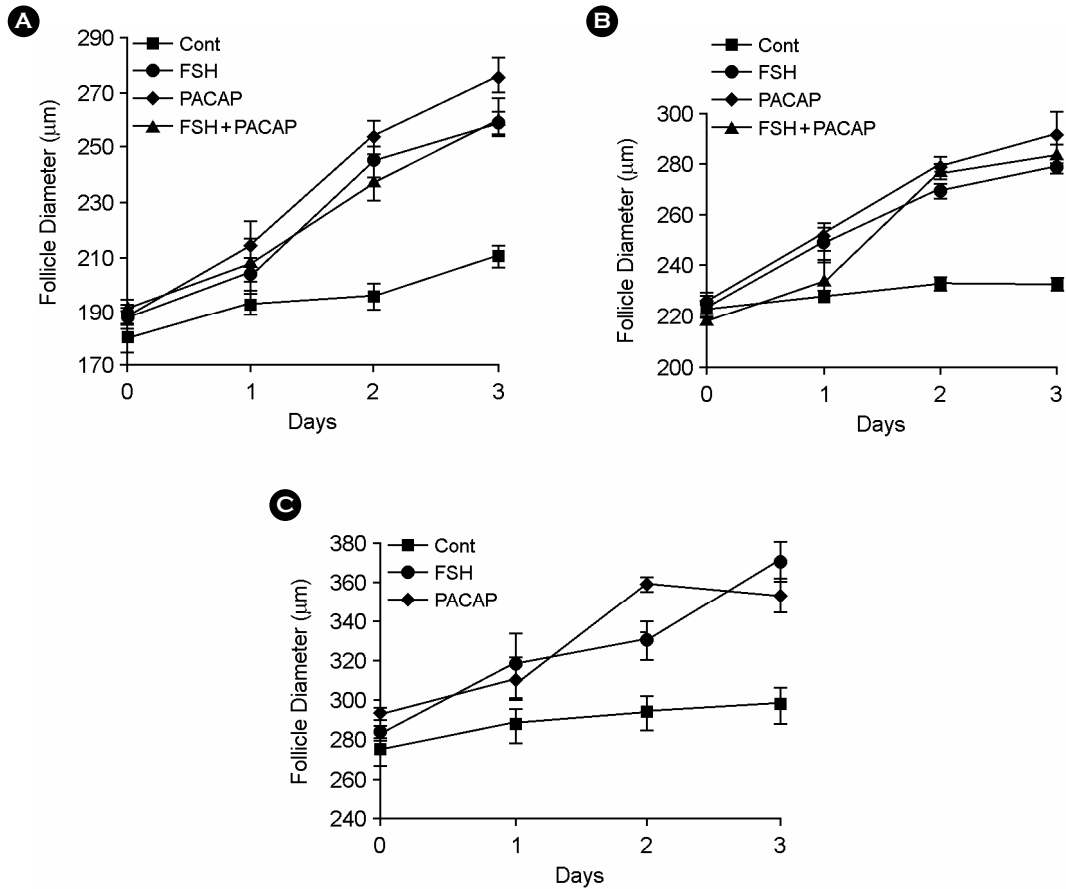 A
290
270
250
230
210
190
170
Follicle Diameter (μm)
Cont
FSH
PACAP
FSH+PACAP
0 1 2 3
Days
B
300
280
260
240
220
200
Follicle Diameter (μm)
Cont
FSH
PACAP
FSH+PACAP
0 1 2 3
Days
C
380
360
340
320
300
280
260
240
Follicle Diameter (μm)
Cont
FSH
PACAP
0 1 2 3
Days